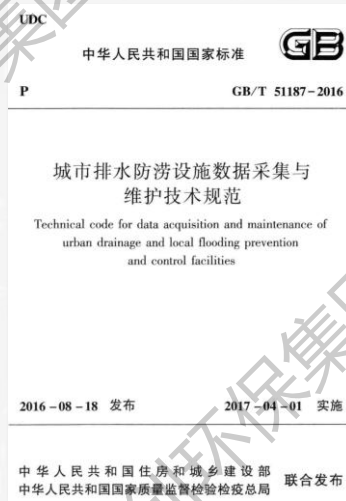 UDC
中华人民共和国国家标准
GB
P
GB/T 51187-2016
城市排水防涝设施数据采集与
维护技术规范
Technical code for data acquisition and maintenance of
urban drainage and local flooding prevention
and control facilities
2016-08-18 发布
2017-04-01 实施
中华人民共和国住房和城乡建设部
中华人民共和国国家质量监督检验检疫总局
联合发布
环保集团